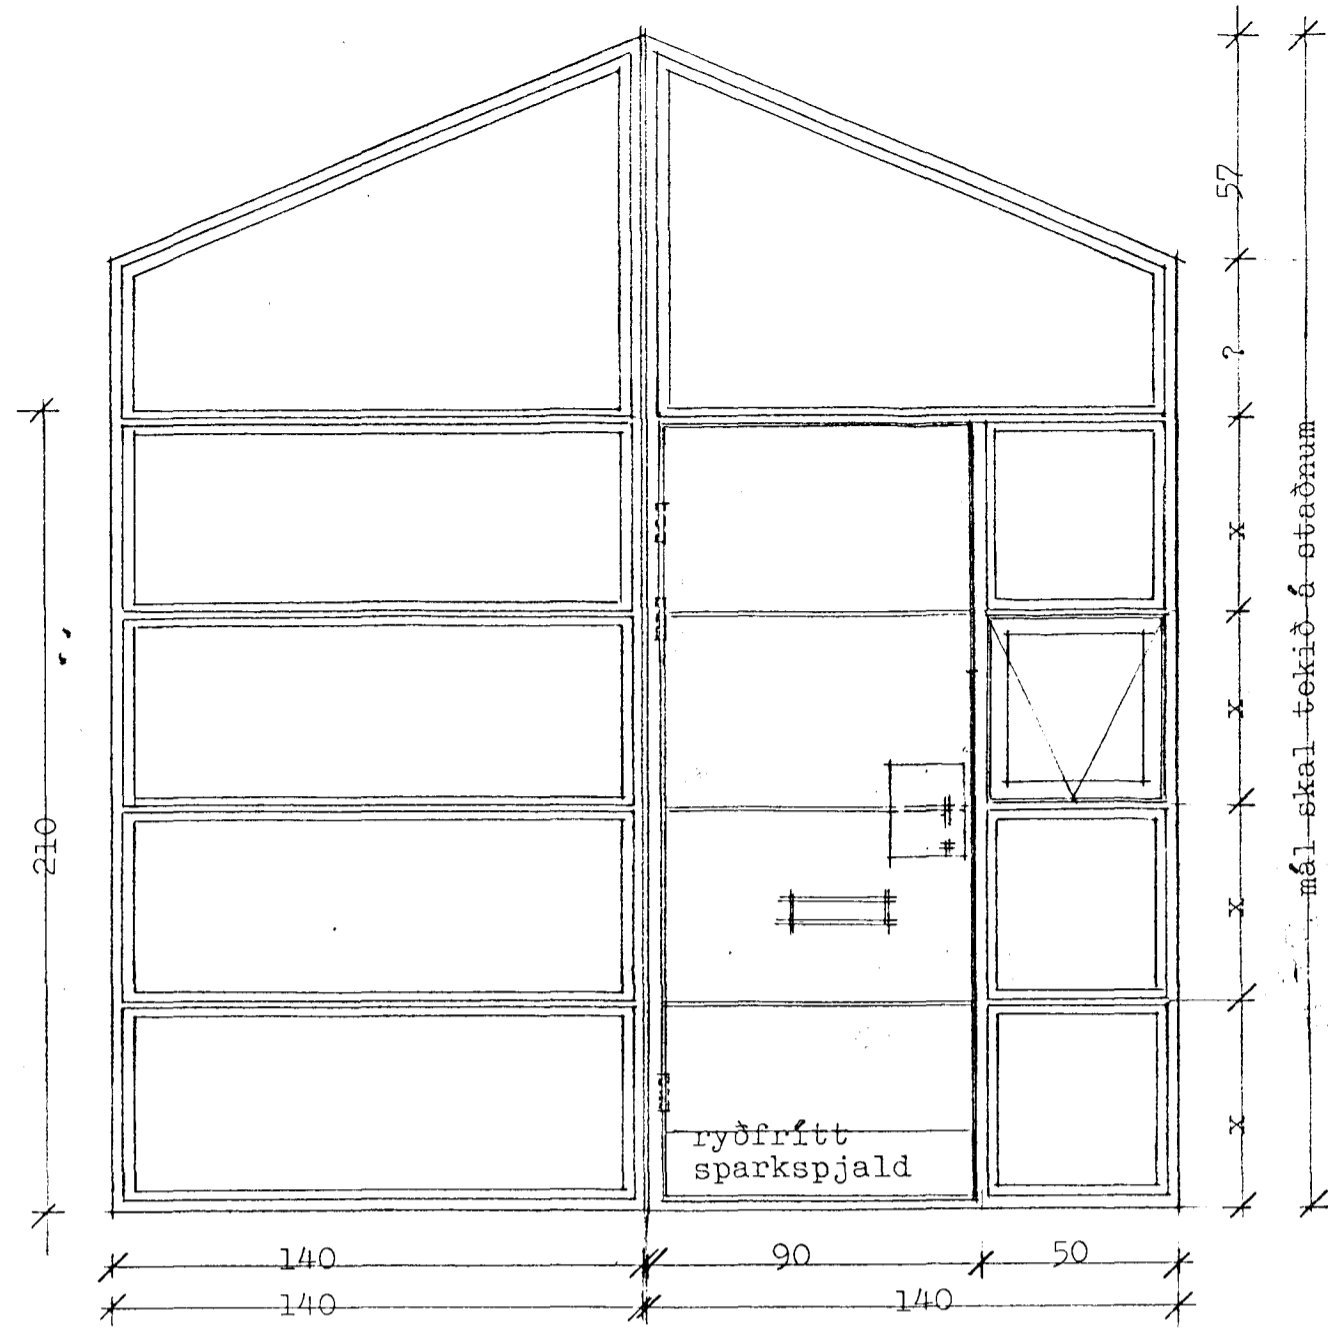 57
?
x
x
x
x
mál skal tekið á staðnum
210
ryðfrítt
sparkspjald
140
90
50
140
140